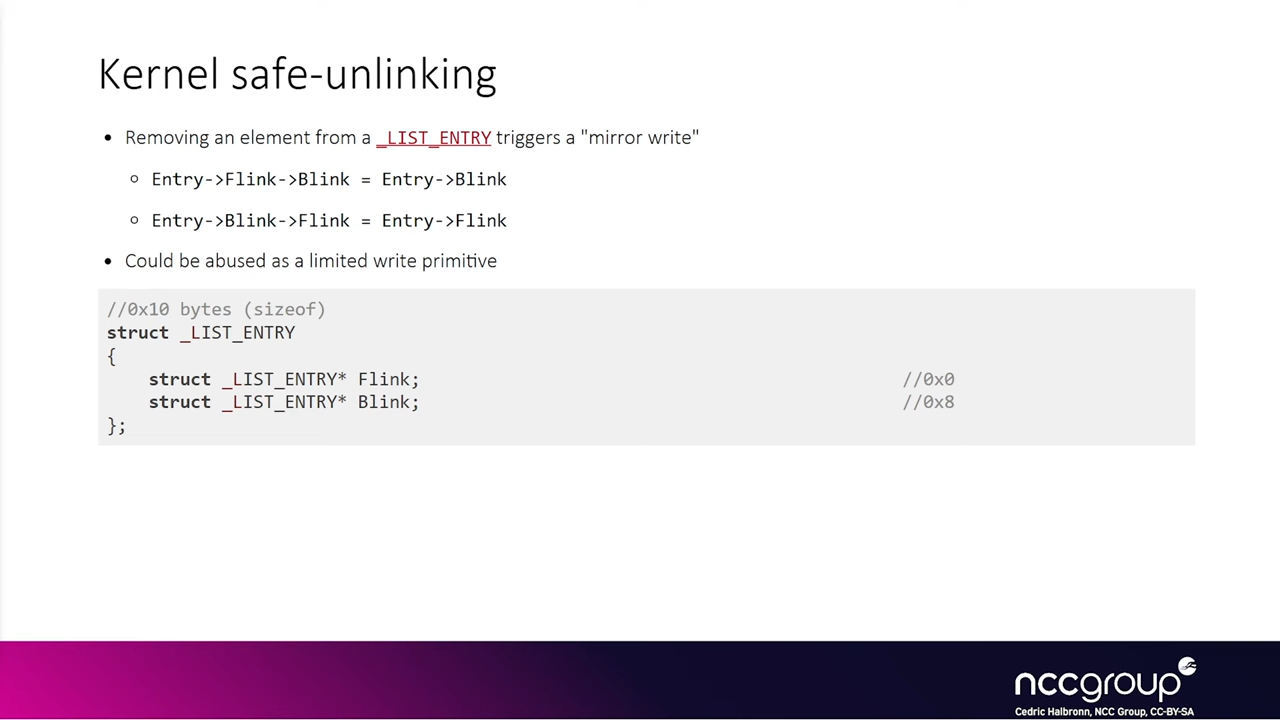 Kernel safe-unlinking
• Removing an element from a _LIST_ENTRY triggers a "mirror write"
○ Entry->Flink->Blink = Entry->Blink
○ Entry->Blink->Flink = Entry->Flink
• Could be abused as a limited write primitive
//0x10 bytes (sizeof)
struct _LIST_ENTRY
{
    struct _LIST_ENTRY* Flink; //0x0
    struct _LIST_ENTRY* Blink; //0x8
};
nccgroup
Cedric Halbronn, NCC Group, CC-BY-SA